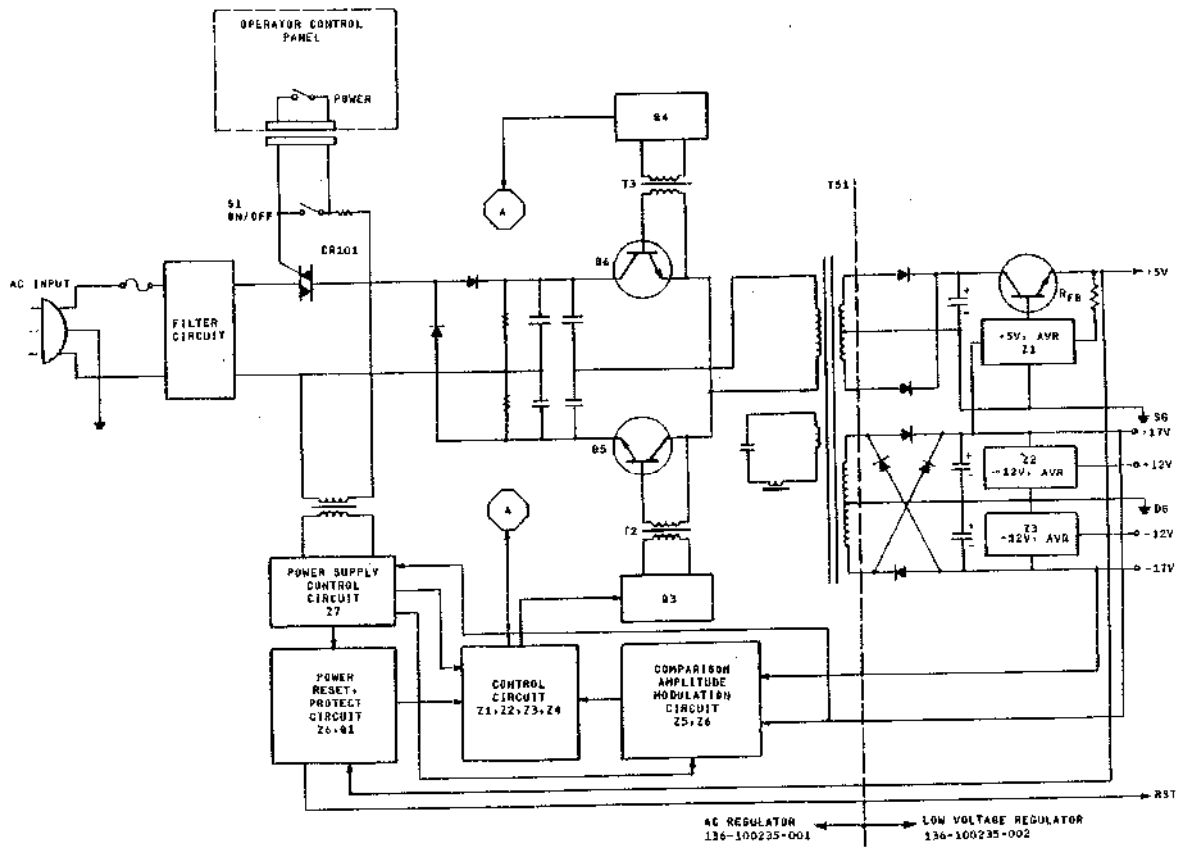 OPERATOR CONTROL
PANEL
POWER
S1
ON/OFF
CR101
AC INPUT
FILTER
CIRCUIT
Q4
A
T3
Q6
TS1
+5V
RFB
+5V, AVR
Z1
SG
+17V
Z2
+12V
DG
Z3
-12V, AVR
-12V
-17V
Q5
A
T2
Q3
POWER SUPPLY
CONTROL
CIRCUIT
Z7
POWER
RESET+
PROTECT
CIRCUIT
Z6,Q1
CONTROL
CIRCUIT
Z1,Z2,Z3,Z4
COMPARISON
AMPLITUDE
MODULATION
CIRCUIT
Z5,Z6
RST
AC REGULATOR
136-100235-001
LOW VOLTAGE REGULATOR
136-100235-002